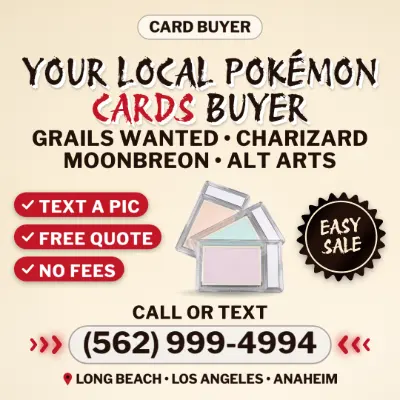 CARD BUYER
YOUR LOCAL POKÉMON
CARDS BUYER
GRAILS WANTED • CHARIZARD
MOONBREON • ALT ARTS
TEXT A PIC
FREE QUOTE
NO FEES
EASY
SALE
CALL OR TEXT
(562) 999-4994
LONG BEACH • LOS ANGELES • ANAHEIM